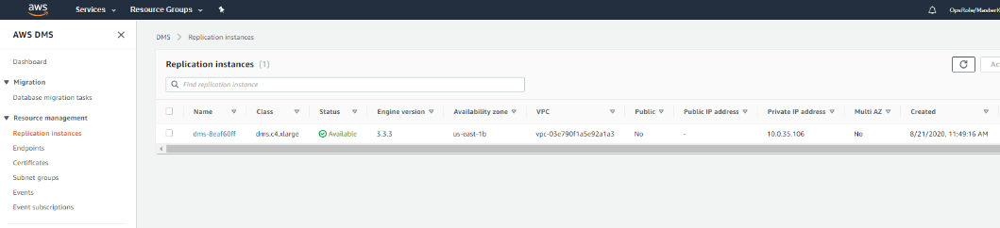 aws Services Resource Groups OpsRole/MasterK
AWS DMS
DMS > Replication instances
Dashboard
Migration
Database migration tasks
Resource management
Replication instances
Endpoints
Certificates
Subnet groups
Events
Event subscriptions
Replication instances (1)
Ac
Find replication instance
Name Class Status Engine version Availability zone VPC Public Public IP address Private IP address Multi AZ Created
dms-8eaf60ff dms.c4.xlarge Available 3.3.3 us-east-1b vpc-03e790f1a5e92a1a3 No - 10.0.35.106 No 8/21/2020, 11:49:16 AM